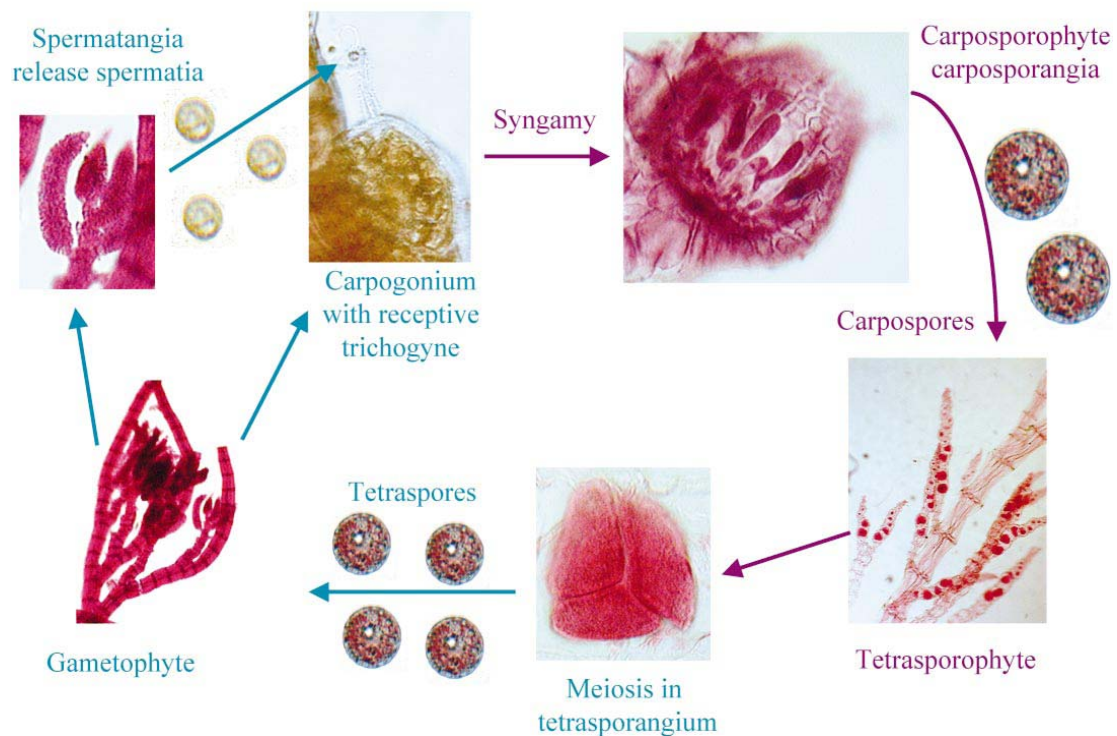 Spermatangia
release spermatia
Syngamy
Carposporophyte
carposporangia
Carpogonium
with receptive
trichogyne
Carpospores
Tetraspores
Gametophyte
Meiosis in
tetrasporangium
Tetrasporophyte